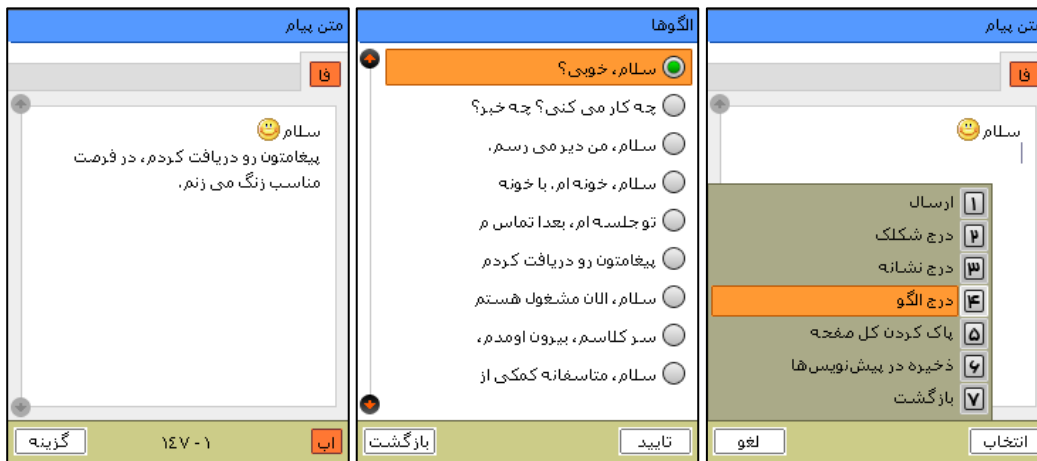 متن پیام
فا
سلام
۱ ارسال
۲ درج شکلک
۳ درج نشانه
۴ درج الگو
۵ پاک کردن کل صفحه
۶ ذخیره در پیش‌نویس‌ها
۷ بازگشت
انتخاب
لغو
الگوها
سلام، خوبی؟
چه کار می کنی؟ چه خبر؟
سلام، من دیر می رسم.
سلام، خونه ام. با خونه
تو جلسه ام، بعدا تماس م
پیغامتون رو دریافت کردم
سلام، الان مشغول هستم
سر کلاسم، بیرون اومدم،
سلام، متاسفانه کمکی از
تایید
بازگشت
متن پیام
فا
سلام
پیغامتون رو دریافت کردم، در فرصت
مناسب زنگ می زنم.
اب
١٤٧-١
گزینه